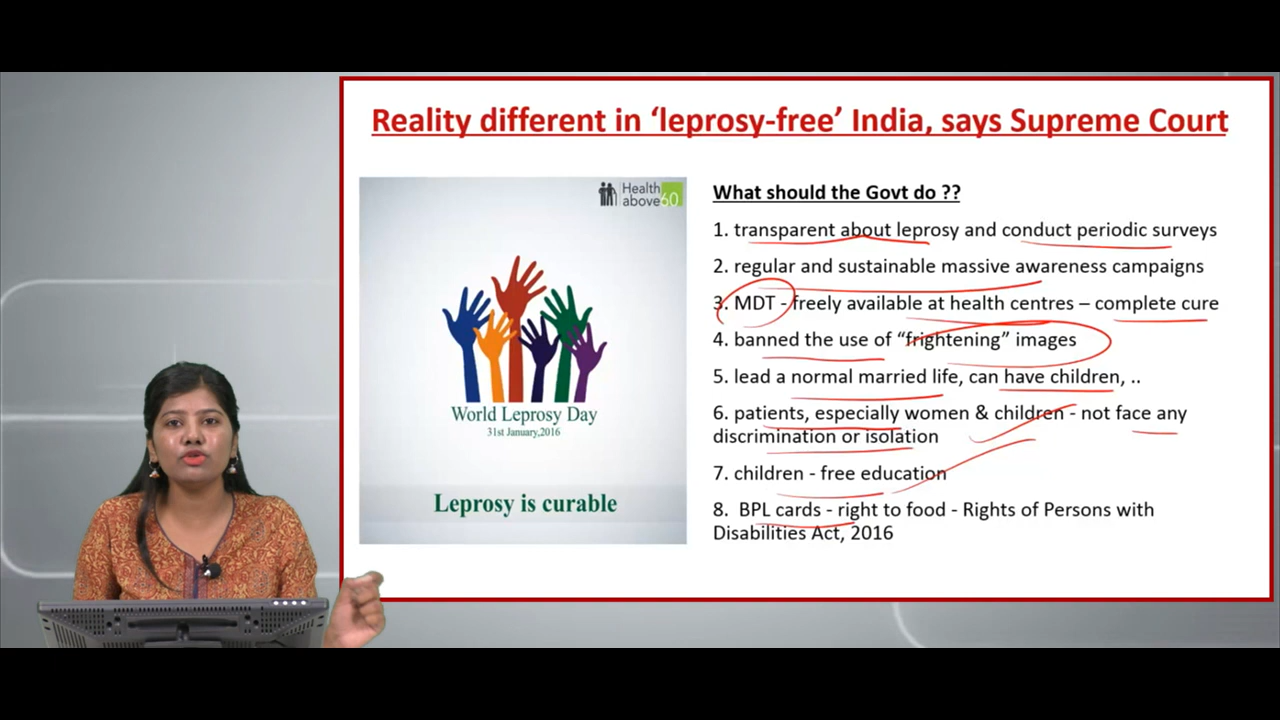 Reality different in ‘leprosy-free’ India, says Supreme Court
Health
above60
World Leprosy Day
31st January,2016
Leprosy is curable
What should the Govt do ??
1. transparent about leprosy and conduct periodic surveys
2. regular and sustainable massive awareness campaigns
3. MDT - freely available at health centres – complete cure
4. banned the use of “frightening” images
5. lead a normal married life, can have children, ..
6. patients, especially women & children - not face any
discrimination or isolation
7. children - free education
8. BPL cards - right to food - Rights of Persons with
Disabilities Act, 2016